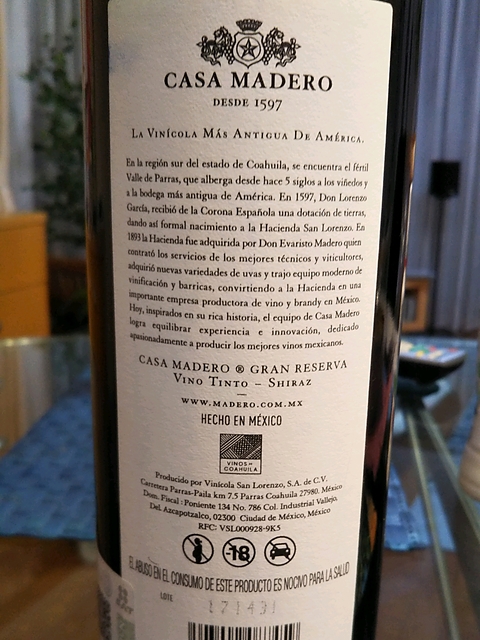 CASA MADERO
DESDE 1597
LA VINÍCOLA MÁS ANTIGUA DE AMÉRICA.
En la región sur del estado de Coahuila, se encuentra el fértil
Valle de Parras, que alberga desde hace 5 siglos a los viñedos y
a la bodega más antigua de América. En 1597, Don Lorenzo
García, recibió de la Corona Española una dotación de tierras,
dando así formal nacimiento a la Hacienda San Lorenzo. En
1893 la Hacienda fue adquirida por Don Evaristo Madero quien
contrató los servicios de los mejores técnicos y viticultores,
adquirió nuevas variedades de uvas y trajo equipo moderno de
vinificación y barricas, convirtiendo a la Hacienda en una
importante empresa productora de vino y brandy en México.
Hoy, inspirados en su rica historia, el equipo de Casa Madero
logra equilibrar experiencia e innovación, dedicado
apasionadamente a producir los mejores vinos mexicanos.
CASA MADERO ® GRAN RESERVA
VINO TINTO – SHIRAZ
WWW.MADERO.COM.MX
HECHO EN MÉXICO
VINOS DE
COAHUILA
Producido por Vinícola San Lorenzo, S.A. de C.V.
Carretera Parras-Paila km 7.5 Parras Coahuila 27980. México
Dom. Fiscal: Poniente 134 No. 786 Col. Industrial Vallejo,
Del. Azcapotzalco, 02300 Ciudad de México, México
RFC: VSL000928-9K5
-18
EL ABUSO EN EL CONSUMO DE ESTE PRODUCTO ES NOCIVO PARA LA SALUD
LOTE 171431